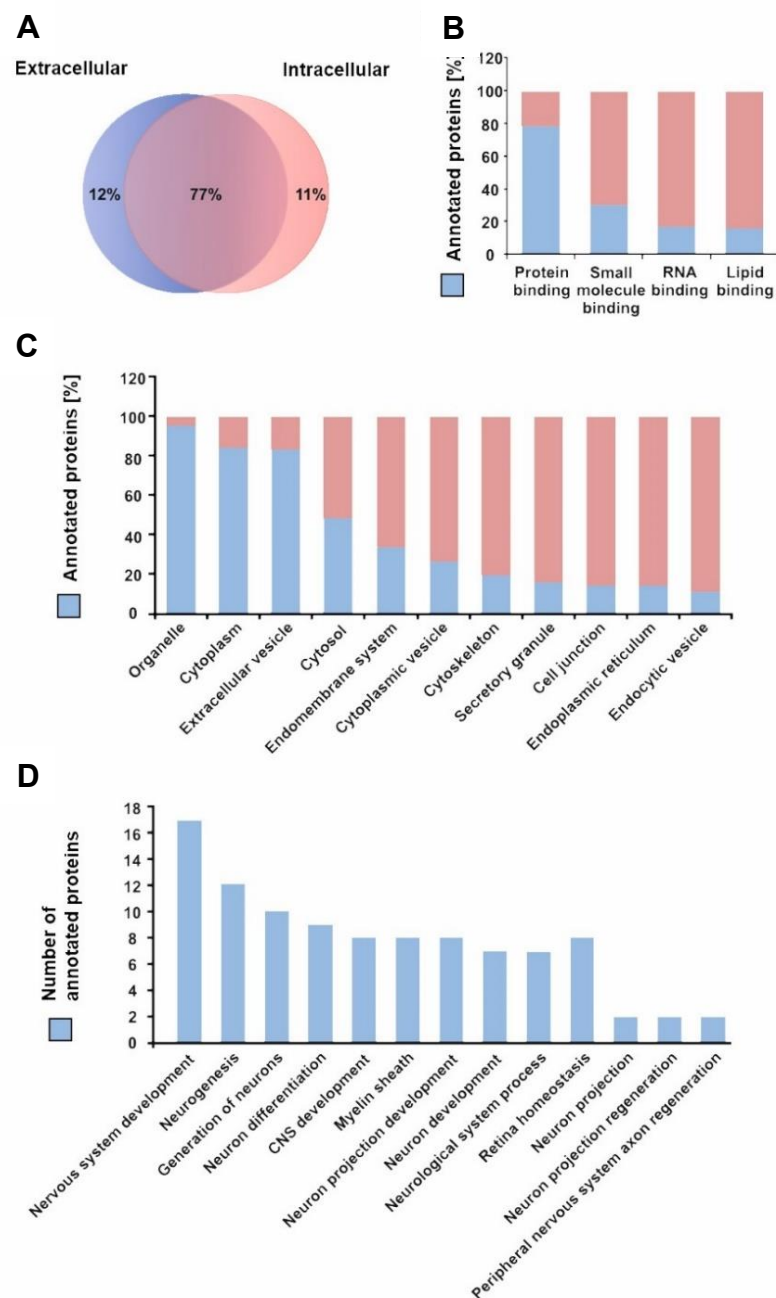 A
Extracellular
Intracellular
12%
77%
11%
B
Annotated proteins [%]
120
100
80
60
40
20
0
Protein
binding
Small
molecule
binding
RNA
binding
Lipid
binding
C
Annotated proteins [%]
120
100
80
60
40
20
0
Organelle
Cytoplasm
Extracellular vesicle
Cytosol
Endomembrane system
Cytoplasmic vesicle
Cytoskeleton
Secretory granule
Cell junction
Endoplasmic reticulum
Endocytic vesicle
D
Number of
annotated proteins
18
16
14
12
10
8
6
4
2
0
Nervous system development
Neurogenesis
Generation of neurons
Neuron differentiation
CNS development
Myelin sheath
Neuron projection development
Neuron development
Neurological system process
Retina homeostasis
Neuron projection
Neuron projection regeneration
Peripheral nervous system axon regeneration